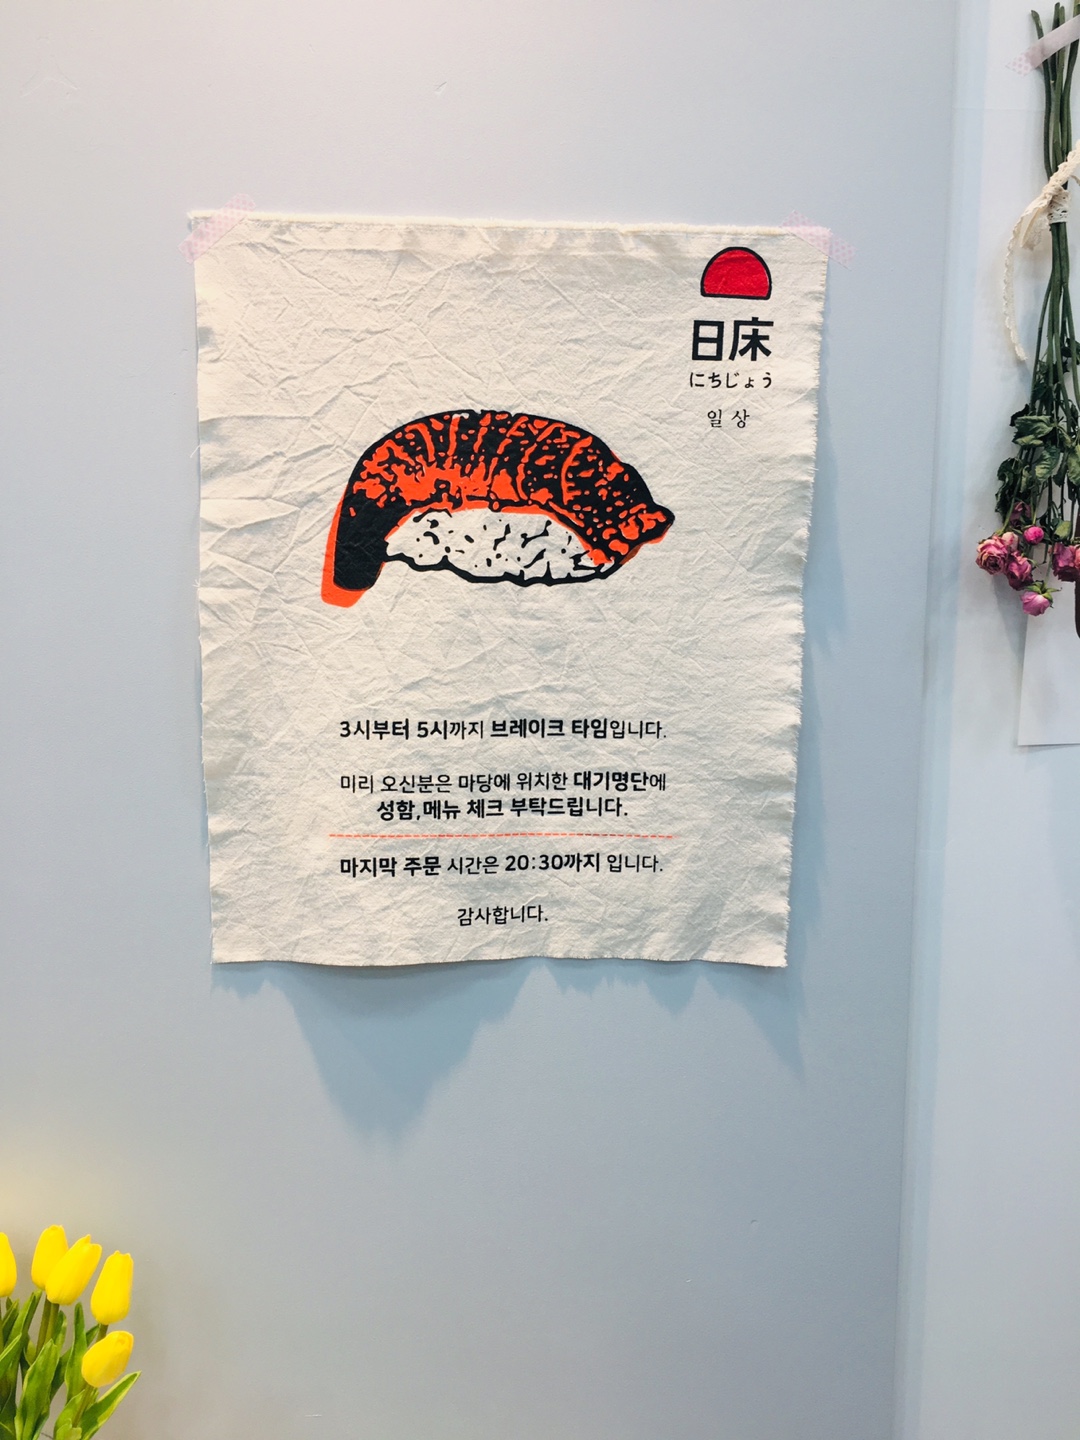 日床
にちじょう
일상
3시부터 5시까지 브레이크 타임입니다.
미리 오신분은 마당에 위치한 대기명단에
성함,메뉴 체크 부탁드립니다.
마지막 주문 시간은 20:30까지 입니다.
감사합니다.